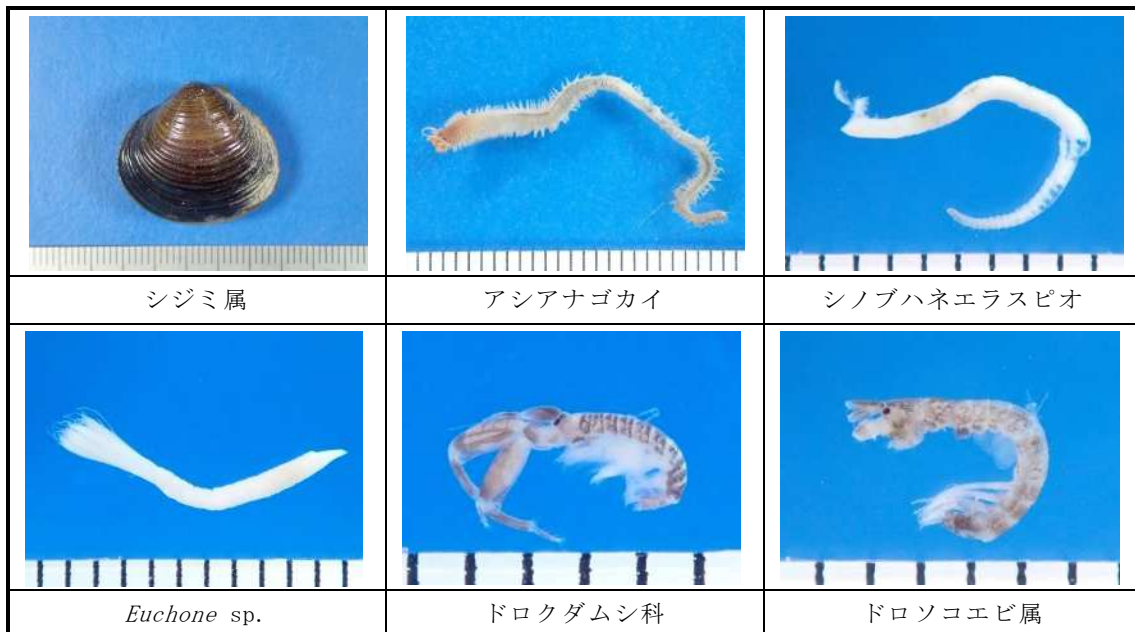 シジミ属
アシアナゴカイ
シノブハネエラスピオ
Euchone sp.
ドロクダムシ科
ドロソコエビ属